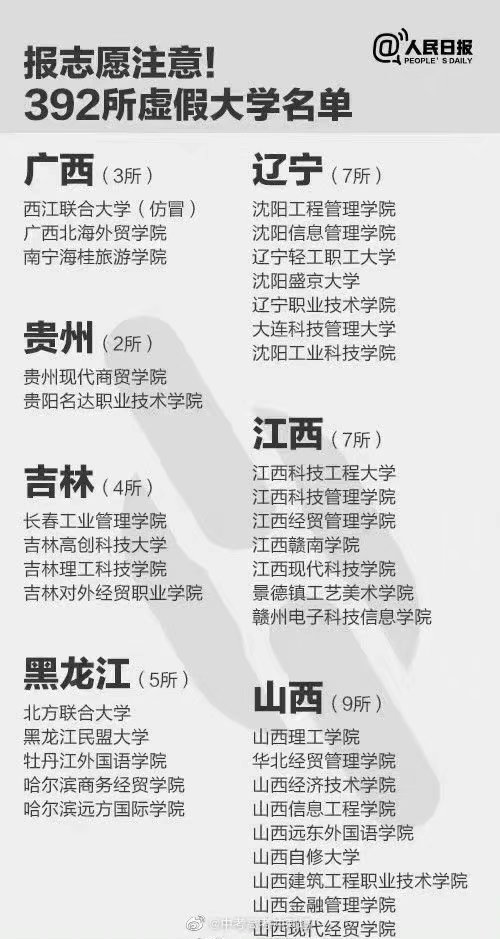 @人民日报
PEOPLE'S DAILY
报志愿注意!
392所虚假大学名单
广西（3所）
西江联合大学（仿冒）
广西北海外贸学院
南宁海桂旅游学院
贵州（2所）
贵州现代商贸学院
贵阳名达职业技术学院
吉林（4所）
长春工业管理学院
吉林高创科技大学
吉林理工科技学院
吉林对外经贸职业学院
黑龙江（5所）
北方联合大学
黑龙江民盟大学
牡丹江外国语学院
哈尔滨商务经贸学院
哈尔滨远方国际学院
辽宁（7所）
沈阳工程管理学院
沈阳信息管理学院
辽宁轻工职工大学
沈阳盛京大学
辽宁职业技术学院
大连科技管理大学
沈阳工业科技学院
江西（7所）
江西科技工程大学
江西科技管理学院
江西经贸管理学院
江西赣南学院
江西现代科技学院
景德镇工艺美术学院
赣州电子科技信息学院
山西（9所）
山西理工学院
华北经贸管理学院
山西经济技术学院
山西信息工程学院
山西远东外国语学院
山西自修大学
山西建筑工程职业技术学院
山西金融管理学院
山西现代经贸学院